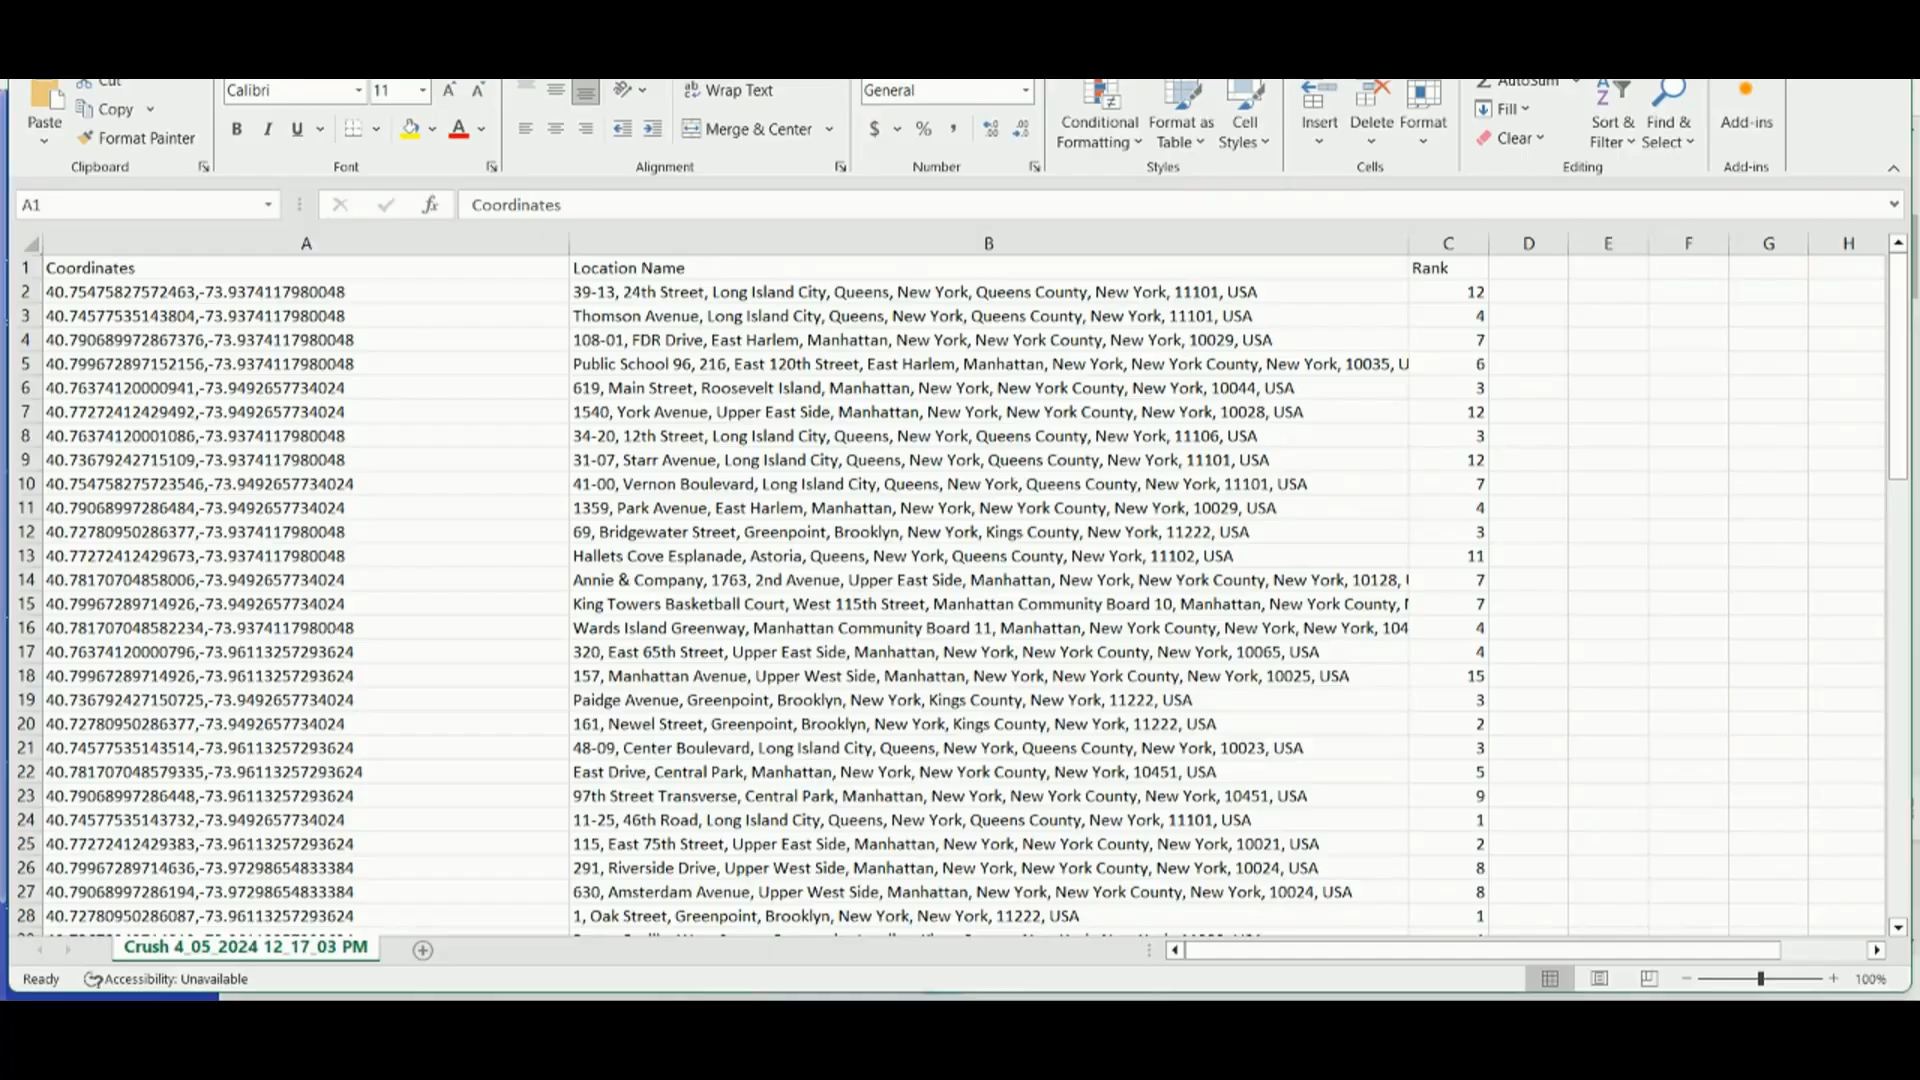 Cut
Calibri 11 A A Wrap Text General AutoSum
Paste Copy Conditional Format as Cell Insert Delete Format Fill Sort & Find & Add-ins
Format Painter B I U A Merge & Center $ % , Formatting Table Styles Clear Filter Select
Clipboard Font Alignment Number Styles Cells Editing Add-ins
A1 fx Coordinates
A B C D E F G H
1 Coordinates Location Name Rank
2 40.75475827572463,-73.9374117980048 39-13, 24th Street, Long Island City, Queens, New York, Queens County, New York, 11101, USA 12
3 40.74577535143804,-73.9374117980048 Thomson Avenue, Long Island City, Queens, New York, Queens County, New York, 11101, USA 4
4 40.790689972867376,-73.9374117980048 108-01, FDR Drive, East Harlem, Manhattan, New York, New York County, New York, 10029, USA 7
5 40.799672897152156,-73.9374117980048 Public School 96, 216, East 120th Street, East Harlem, Manhattan, New York, New York County, New York, 10035, U 6
6 40.76374120000941,-73.9492657734024 619, Main Street, Roosevelt Island, Manhattan, New York, New York County, New York, 10044, USA 3
7 40.77272412429492,-73.9492657734024 1540, York Avenue, Upper East Side, Manhattan, New York, New York County, New York, 10028, USA 12
8 40.76374120001086,-73.9374117980048 34-20, 12th Street, Long Island City, Queens, New York, Queens County, New York, 11106, USA 3
9 40.73679242715109,-73.9374117980048 31-07, Starr Avenue, Long Island City, Queens, New York, Queens County, New York, 11101, USA 12
10 40.754758275723546,-73.9492657734024 41-00, Vernon Boulevard, Long Island City, Queens, New York, Queens County, New York, 11101, USA 7
11 40.79068997286484,-73.9492657734024 1359, Park Avenue, East Harlem, Manhattan, New York, New York County, New York, 10029, USA 4
12 40.72780950286377,-73.9374117980048 69, Bridgewater Street, Greenpoint, Brooklyn, New York, Kings County, New York, 11222, USA 3
13 40.77272412429673,-73.9374117980048 Hallets Cove Esplanade, Astoria, Queens, New York, Queens County, New York, 11102, USA 11
14 40.78170704858006,-73.9492657734024 Annie & Company, 1763, 2nd Avenue, Upper East Side, Manhattan, New York, New York County, New York, 10128, 7
15 40.79967289714926,-73.9492657734024 King Towers Basketball Court, West 115th Street, Manhattan Community Board 10, Manhattan, New York County, 7
16 40.781707048582234,-73.9374117980048 Wards Island Greenway, Manhattan Community Board 11, Manhattan, New York County, New York, New York, 104 4
17 40.76374120000796,-73.96113257293624 320, East 65th Street, Upper East Side, Manhattan, New York, New York County, New York, 10065, USA 4
18 40.79967289714926,-73.96113257293624 157, Manhattan Avenue, Upper West Side, Manhattan, New York, New York County, New York, 10025, USA 15
19 40.736792427150725,-73.9492657734024 Paidge Avenue, Greenpoint, Brooklyn, New York, Kings County, New York, 11222, USA 3
20 40.72780950286377,-73.9492657734024 161, Newel Street, Greenpoint, Brooklyn, New York, Kings County, New York, 11222, USA 2
21 40.74577535143514,-73.96113257293624 48-09, Center Boulevard, Long Island City, Queens, New York, Queens County, New York, 10023, USA 3
22 40.781707048579335,-73.96113257293624 East Drive, Central Park, Manhattan, New York, New York County, New York, 10451, USA 5
23 40.79068997286448,-73.96113257293624 97th Street Transverse, Central Park, Manhattan, New York, New York County, New York, 10451, USA 9
24 40.74577535143732,-73.9492657734024 11-25, 46th Road, Long Island City, Queens, New York, Queens County, New York, 11101, USA 1
25 40.77272412429383,-73.96113257293624 115, East 75th Street, Upper East Side, Manhattan, New York, New York County, New York, 10021, USA 2
26 40.79967289714636,-73.97298654833384 291, Riverside Drive, Upper West Side, Manhattan, New York, New York County, New York, 10024, USA 8
27 40.79068997286194,-73.97298654833384 630, Amsterdam Avenue, Upper West Side, Manhattan, New York, New York County, New York, 10024, USA 8
28 40.72780950286087,-73.96113257293624 1, Oak Street, Greenpoint, Brooklyn, New York, New York, 11222, USA 1
Crush 4_05_2024 12_17_03 PM
Ready Accessibility: Unavailable 100%